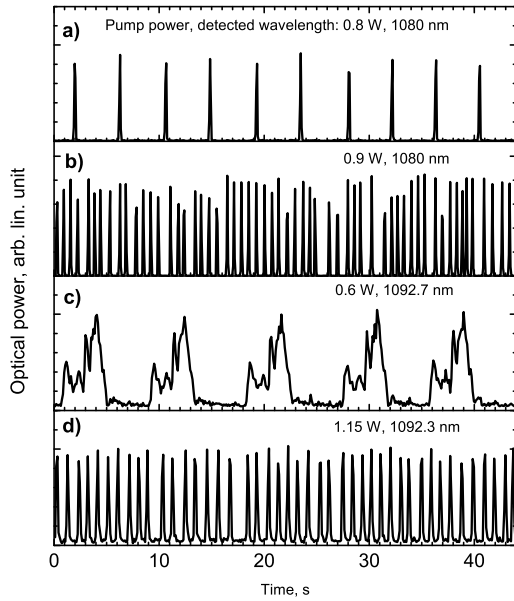 a) Pump power, detected wavelength: 0.8 W, 1080 nm
b) 0.9 W, 1080 nm
c) 0.6 W, 1092.7 nm
d) 1.15 W, 1092.3 nm
Optical power, arb. lin. unit
0 10 20 30 40
Time, s